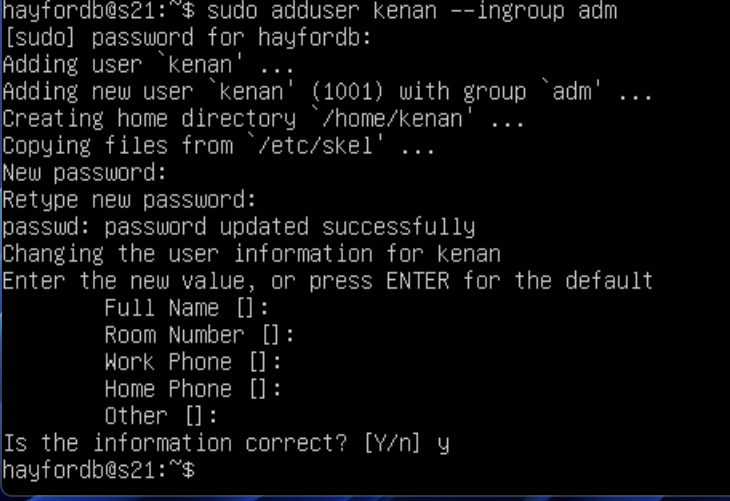 hayfordb@s21:~$ sudo adduser kenan --ingroup adm
[sudo] password for hayfordb:
Adding user `kenan' ...
Adding new user `kenan' (1001) with group `adm' ...
Creating home directory `/home/kenan' ...
Copying files from `/etc/skel' ...
New password:
Retype new password:
passwd: password updated successfully
Changing the user information for kenan
Enter the new value, or press ENTER for the default
Full Name []:
Room Number []:
Work Phone []:
Home Phone []:
Other []:
Is the information correct? [Y/n] y
hayfordb@s21:~$